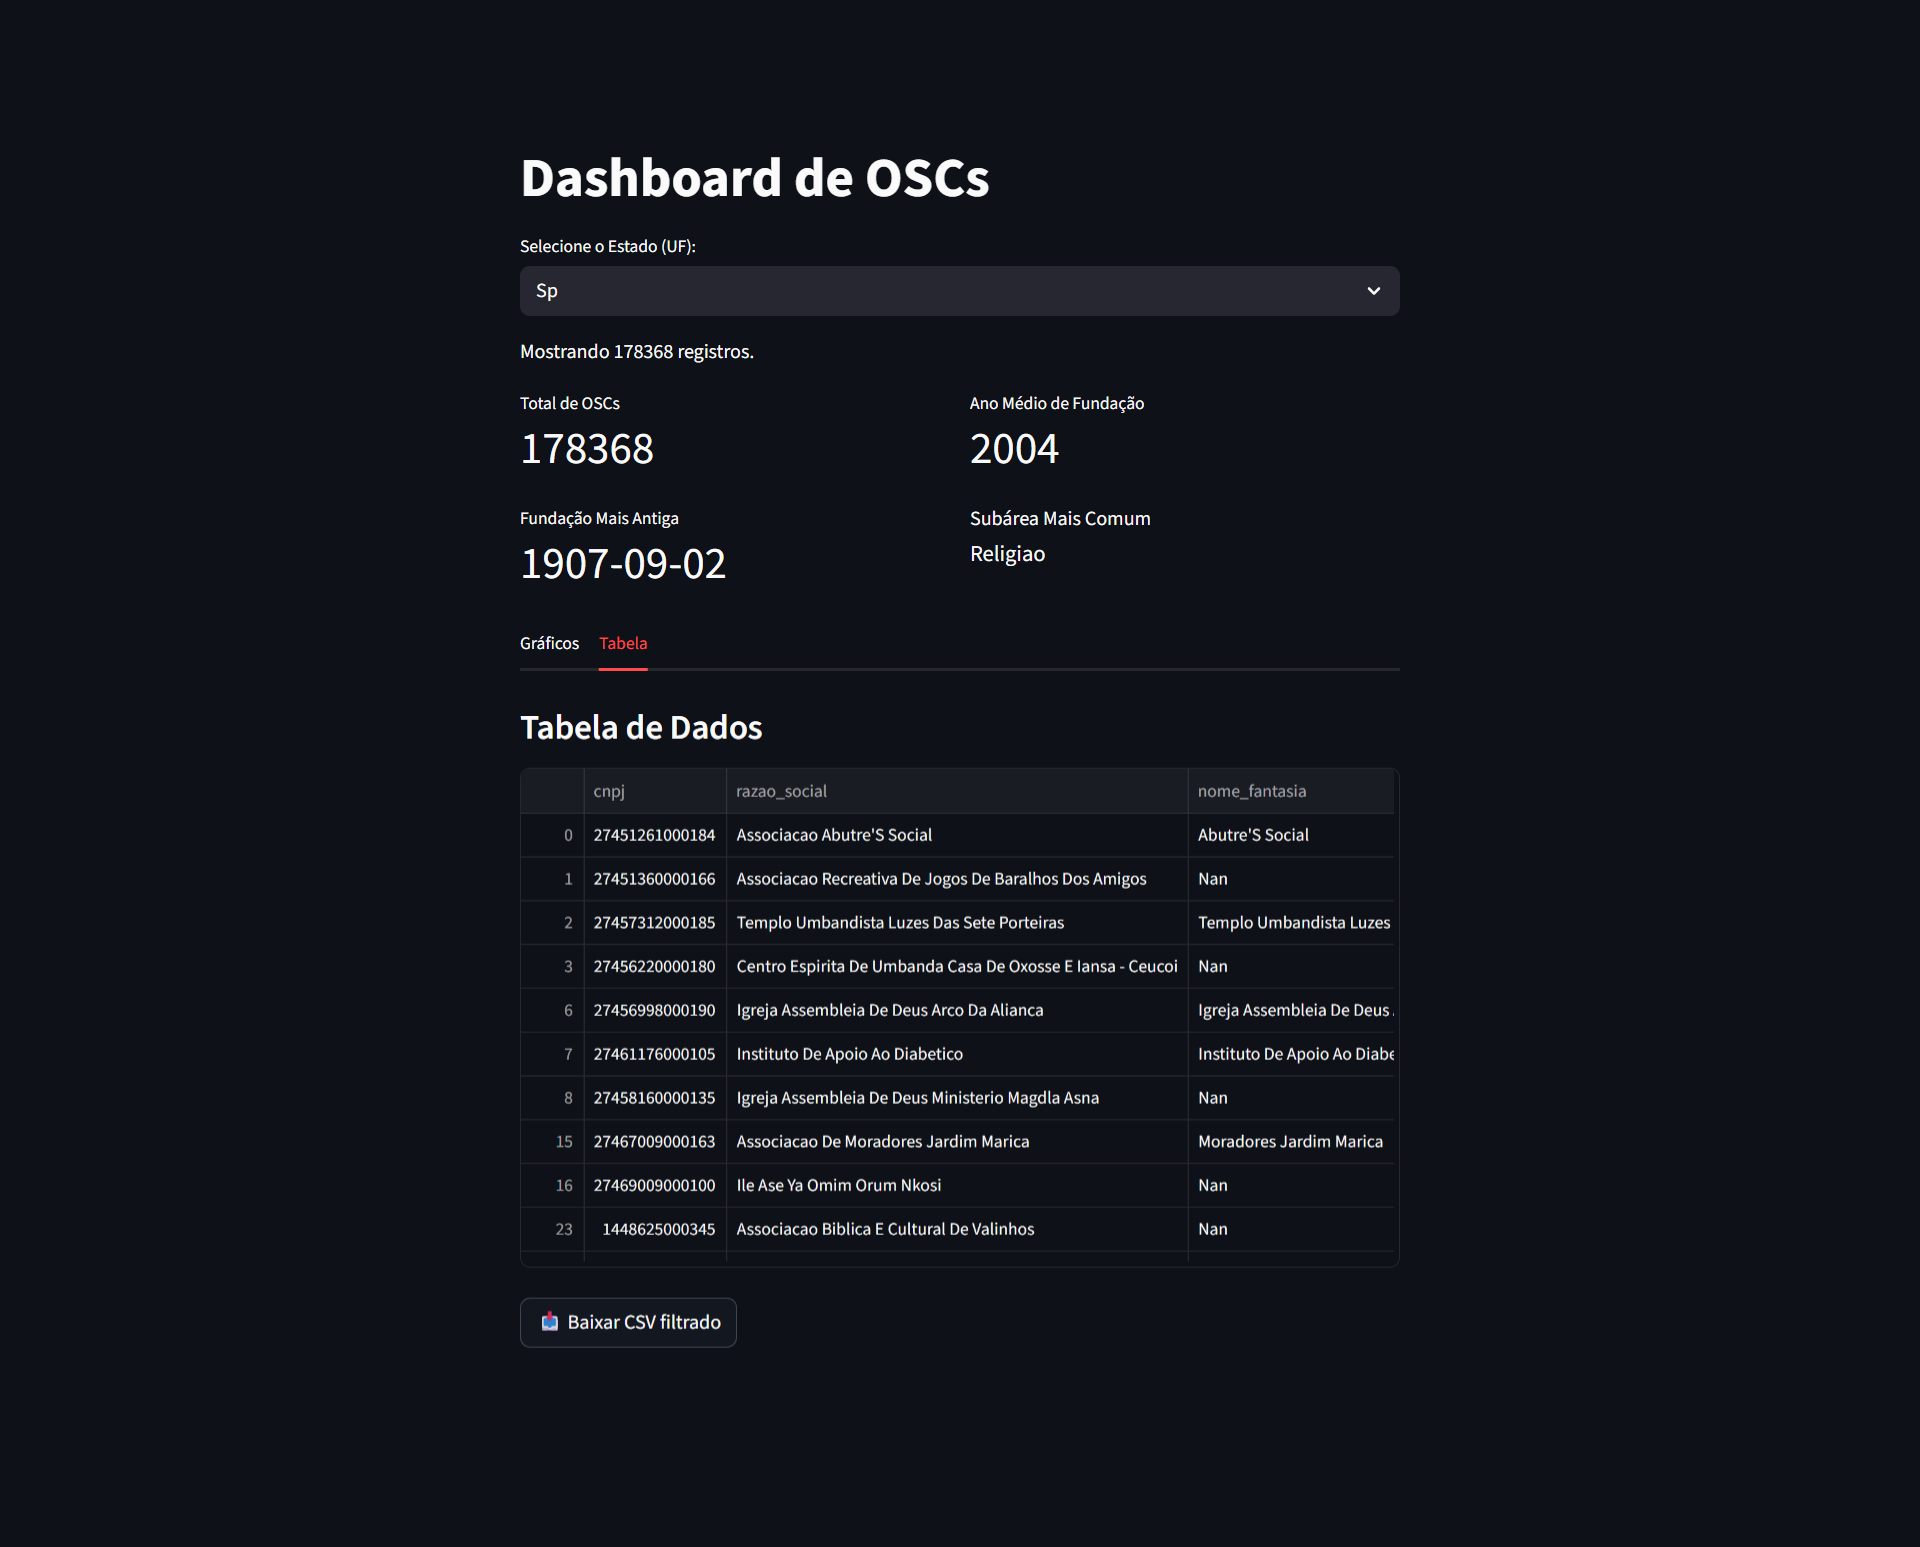 Dashboard de OSCs
Selecione o Estado (UF):
Sp
Mostrando 178368 registros.
Total de OSCs
178368
Ano Médio de Fundação
2004
Fundação Mais Antiga
1907-09-02
Subárea Mais Comum
Religiao
Gráficos Tabela
Tabela de Dados
cnpj razao_social nome_fantasia
0 27451261000184 Associacao Abutre'S Social Abutre'S Social
1 27451360000166 Associacao Recreativa De Jogos De Baralhos Dos Amigos Nan
2 27457312000185 Templo Umbandista Luzes Das Sete Porteiras Templo Umbandista Luzes
3 27456220000180 Centro Espirita De Umbanda Casa De Oxosse E Iansa - Ceucoi Nan
6 27456998000190 Igreja Assembleia De Deus Arco Da Alianca Igreja Assembleia De Deus
7 27461176000105 Instituto De Apoio Ao Diabetico Instituto De Apoio Ao Diabe
8 27458160000135 Igreja Assembleia De Deus Ministerio Magdla Asna Nan
15 27467009000163 Associacao De Moradores Jardim Marica Moradores Jardim Marica
16 27469009000100 Ile Ase Ya Omim Orum Nkosi Nan
23 1448625000345 Associacao Biblica E Cultural De Valinhos Nan
Baixar CSV filtrado